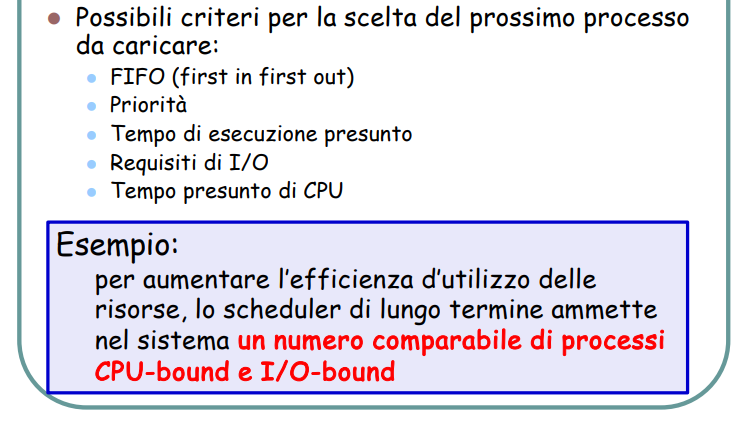 Possibili criteri per la scelta del prossimo processo
da caricare:
FIFO (first in first out)
Priorità
Tempo di esecuzione presunto
Requisiti di I/O
Tempo presunto di CPU
Esempio:
per aumentare l'efficienza d'utilizzo delle
risorse, lo scheduler di lungo termine ammette
nel sistema un numero comparabile di processi
CPU-bound e I/O-bound